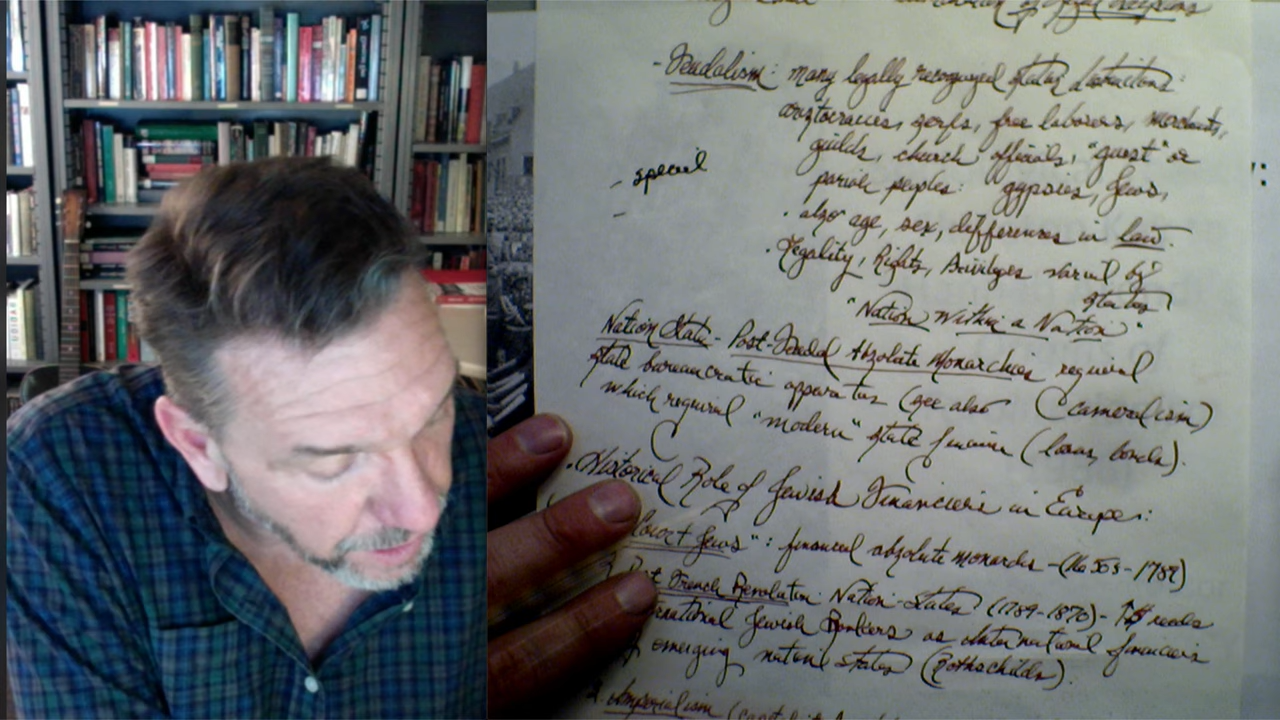 - Feudalism: many legally recognized status distinctions:
aristocracies, serfs, free laborers, merchants,
guilds, church officials, "guest" or
pariah peoples: gypsies, Jews,
- special
-
. also age, sex, differences in law.
. Legality, Rights, Privileges varied by
status
"Nation within a Nation"
Nation State - Post-Feudal Absolute Monarchies required
state bureaucratic apparatus (see also Cameralism)
which required "modern" state finance (loans, bonds).
. Historical Role of Jewish Financiers in Europe:
Court Jews": financed absolute monarchs - (1789)
Post French Revolution: Nation-States (1789-1870) - needs
Jewish Bankers as international financiers
of emerging nation states (Rothschilds).
Imperialism